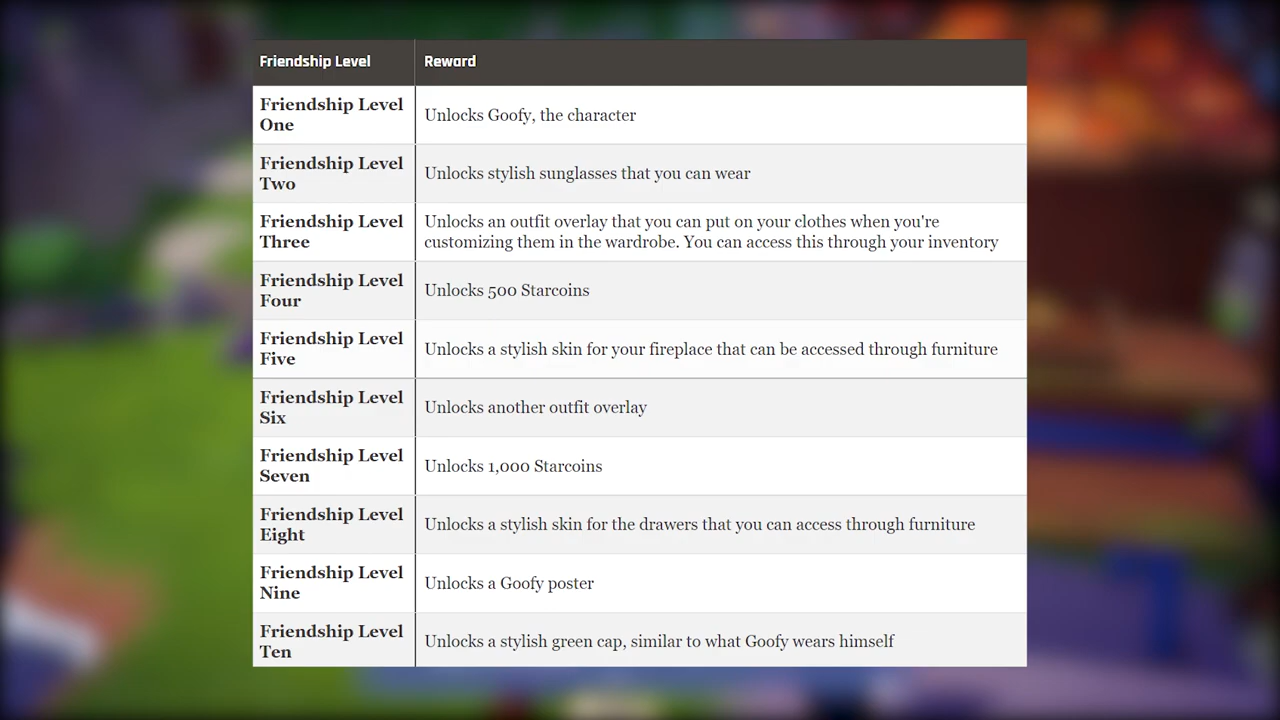 Friendship Level
Reward
Friendship Level
One
Unlocks Goofy, the character
Friendship Level
Two
Unlocks stylish sunglasses that you can wear
Friendship Level
Three
Unlocks an outfit overlay that you can put on your clothes when you're
customizing them in the wardrobe. You can access this through your inventory
Friendship Level
Four
Unlocks 500 Starcoins
Friendship Level
Five
Unlocks a stylish skin for your fireplace that can be accessed through furniture
Friendship Level
Six
Unlocks another outfit overlay
Friendship Level
Seven
Unlocks 1,000 Starcoins
Friendship Level
Eight
Unlocks a stylish skin for the drawers that you can access through furniture
Friendship Level
Nine
Unlocks a Goofy poster
Friendship Level
Ten
Unlocks a stylish green cap, similar to what Goofy wears himself